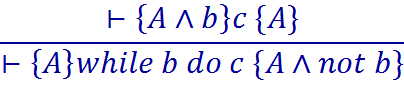 ⊢ {A ∧ b}c {A}
⊢ {A}while b do c {A ∧ not b}